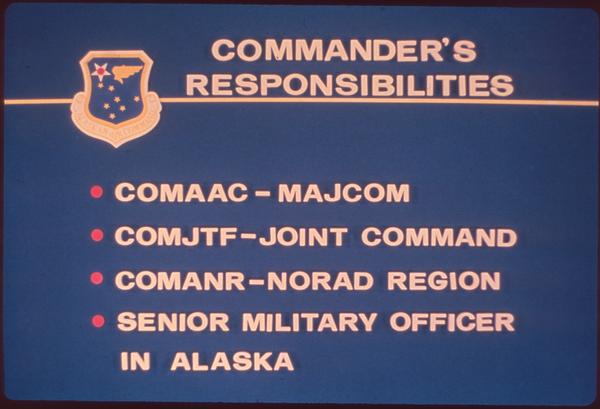 COMMANDER'S
RESPONSIBILITIES
• COMAAC – MAJCOM
• COMJTF–JOINT COMMAND
• COMANR–NORAD REGION
• SENIOR MILITARY OFFICER
IN ALASKA